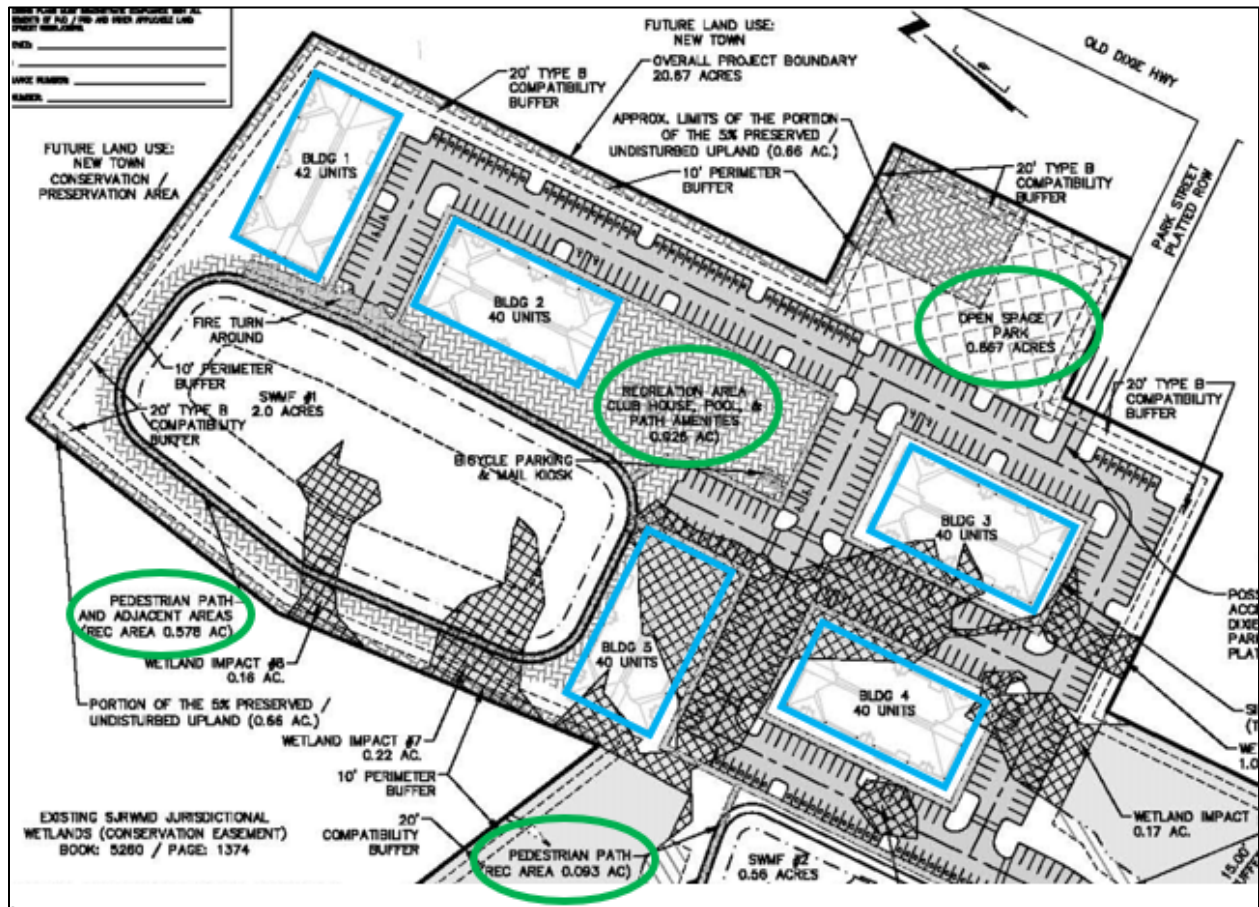 FUTURE LAND USE:
NEW TOWN
OVERALL PROJECT BOUNDARY
20.67 ACRES
OLD DIXIE HWY
20' TYPE B
COMPATIBILITY
BUFFER
APPROX. LIMITS OF THE PORTION
OF THE 5% PRESERVED /
UNDISTURBED UPLAND (0.66 AC.)
10' PERIMETER
BUFFER
20' TYPE B
COMPATIBILITY
BUFFER
PARK STREET
PLATTED ROW
FUTURE LAND USE:
NEW TOWN
CONSERVATION /
PRESERVATION AREA
BLDG 1
42 UNITS
BLDG 2
40 UNITS
OPEN SPACE
PARK
0.867 ACRES
FIRE TURN
AROUND
10' PERIMETER
BUFFER
SWMF #1
2.0 ACRES
20' TYPE B
COMPATIBILITY
BUFFER
RECREATION AREA
CLUB HOUSE, POOL, &
PATH AMENITIES
0.926 AC)
20' TYPE B
COMPATIBILITY
BUFFER
BICYCLE PARKING
& MAIL KIOSK
BLDG 3
40 UNITS
PEDESTRIAN PATH
AND ADJACENT AREAS
(REC AREA 0.578 AC)
BLDG 5
40 UNITS
WETLAND IMPACT #6
0.16 AC.
BLDG 4
40 UNITS
PORTION OF THE 5% PRESERVED /
UNDISTURBED UPLAND (0.66 AC.)
WETLAND IMPACT #7
0.22 AC.
10' PERIMETER
BUFFER
WETLAND IMPACT
0.17 AC.
EXISTING SJRWMD JURISDICTIONAL
WETLANDS (CONSERVATION EASEMENT)
BOOK: 5260 / PAGE: 1374
20'
COMPATIBILITY
BUFFER
PEDESTRIAN PATH
(REC AREA 0.093 AC)
SWMF #2
0.56 ACRES
15.00'